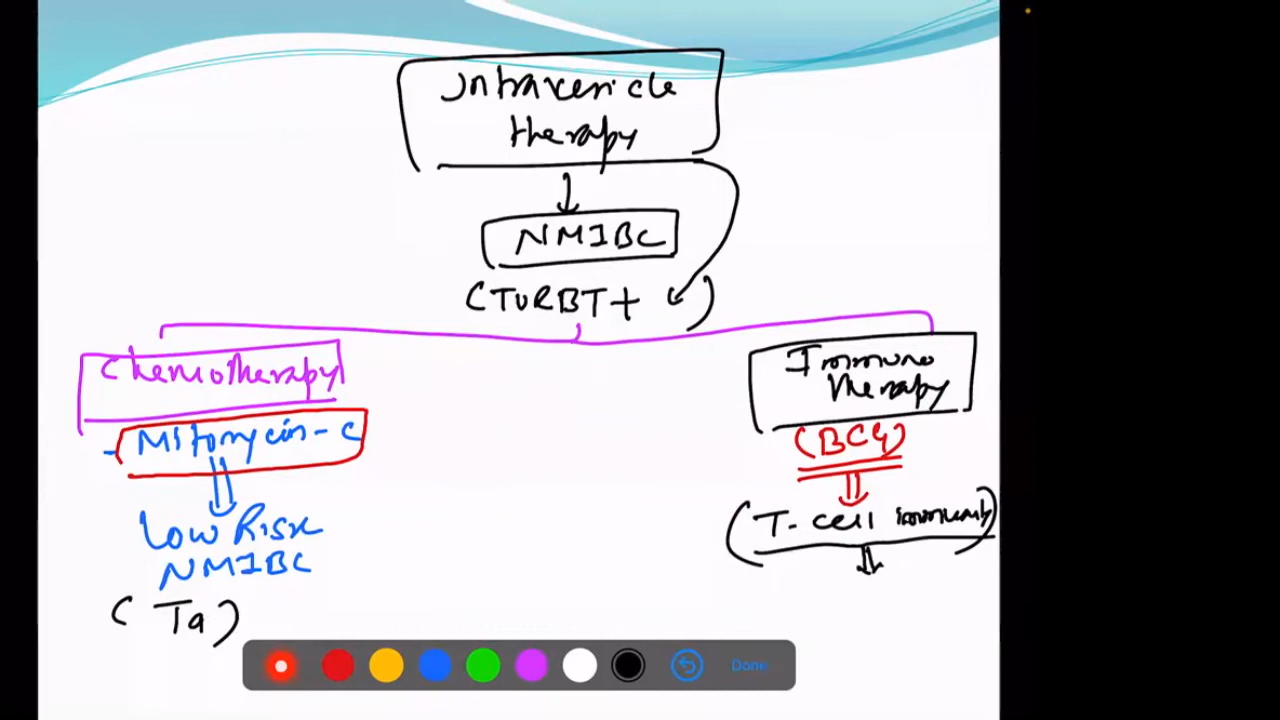 Intravesicle
therapy
NMIBC
(TURBT+ )
Chemotherapy
Mitomycin-C
Low Risk
NMIBC
(Ta)
Immuno
therapy
(BCG)
(T-cell immunity)
Done